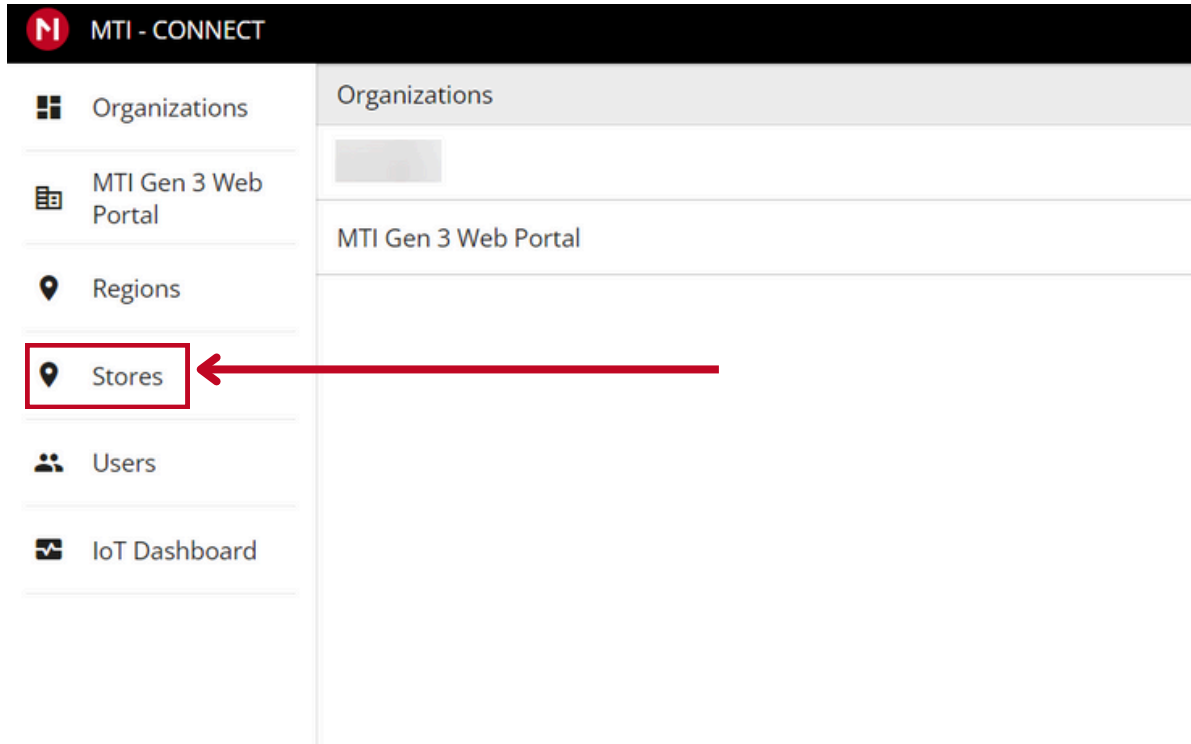 MTI - CONNECT
Organizations
MTI Gen 3 Web
Portal
Regions
Stores
Users
IoT Dashboard
Organizations
MTI Gen 3 Web Portal